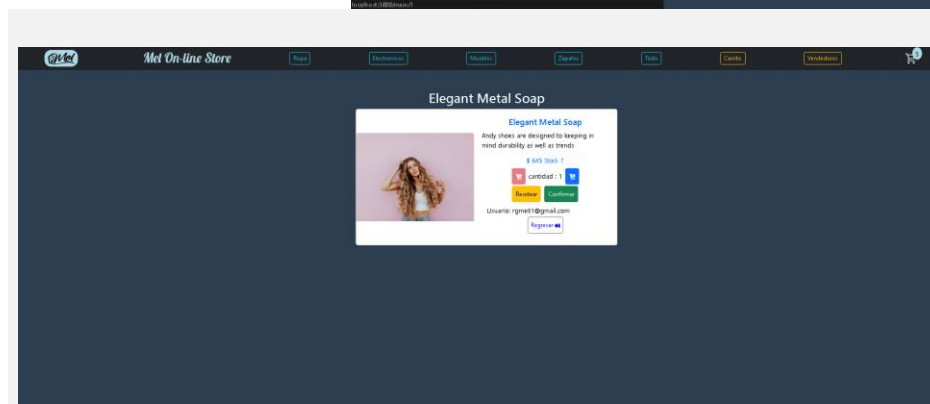 localhost:3000/main/1
Mel Mel On-line Store Ropa Electronicos Muebles Zapatos Todo Carrito Vendedores
Elegant Metal Soap
Elegant Metal Soap
Andy shoes are designed to keeping in
mind durability as well as trends
$ 645 Stock 7
cantidad : 1
Resetear Confirmar
Usuario: rgmell1@gmail.com
Regresar